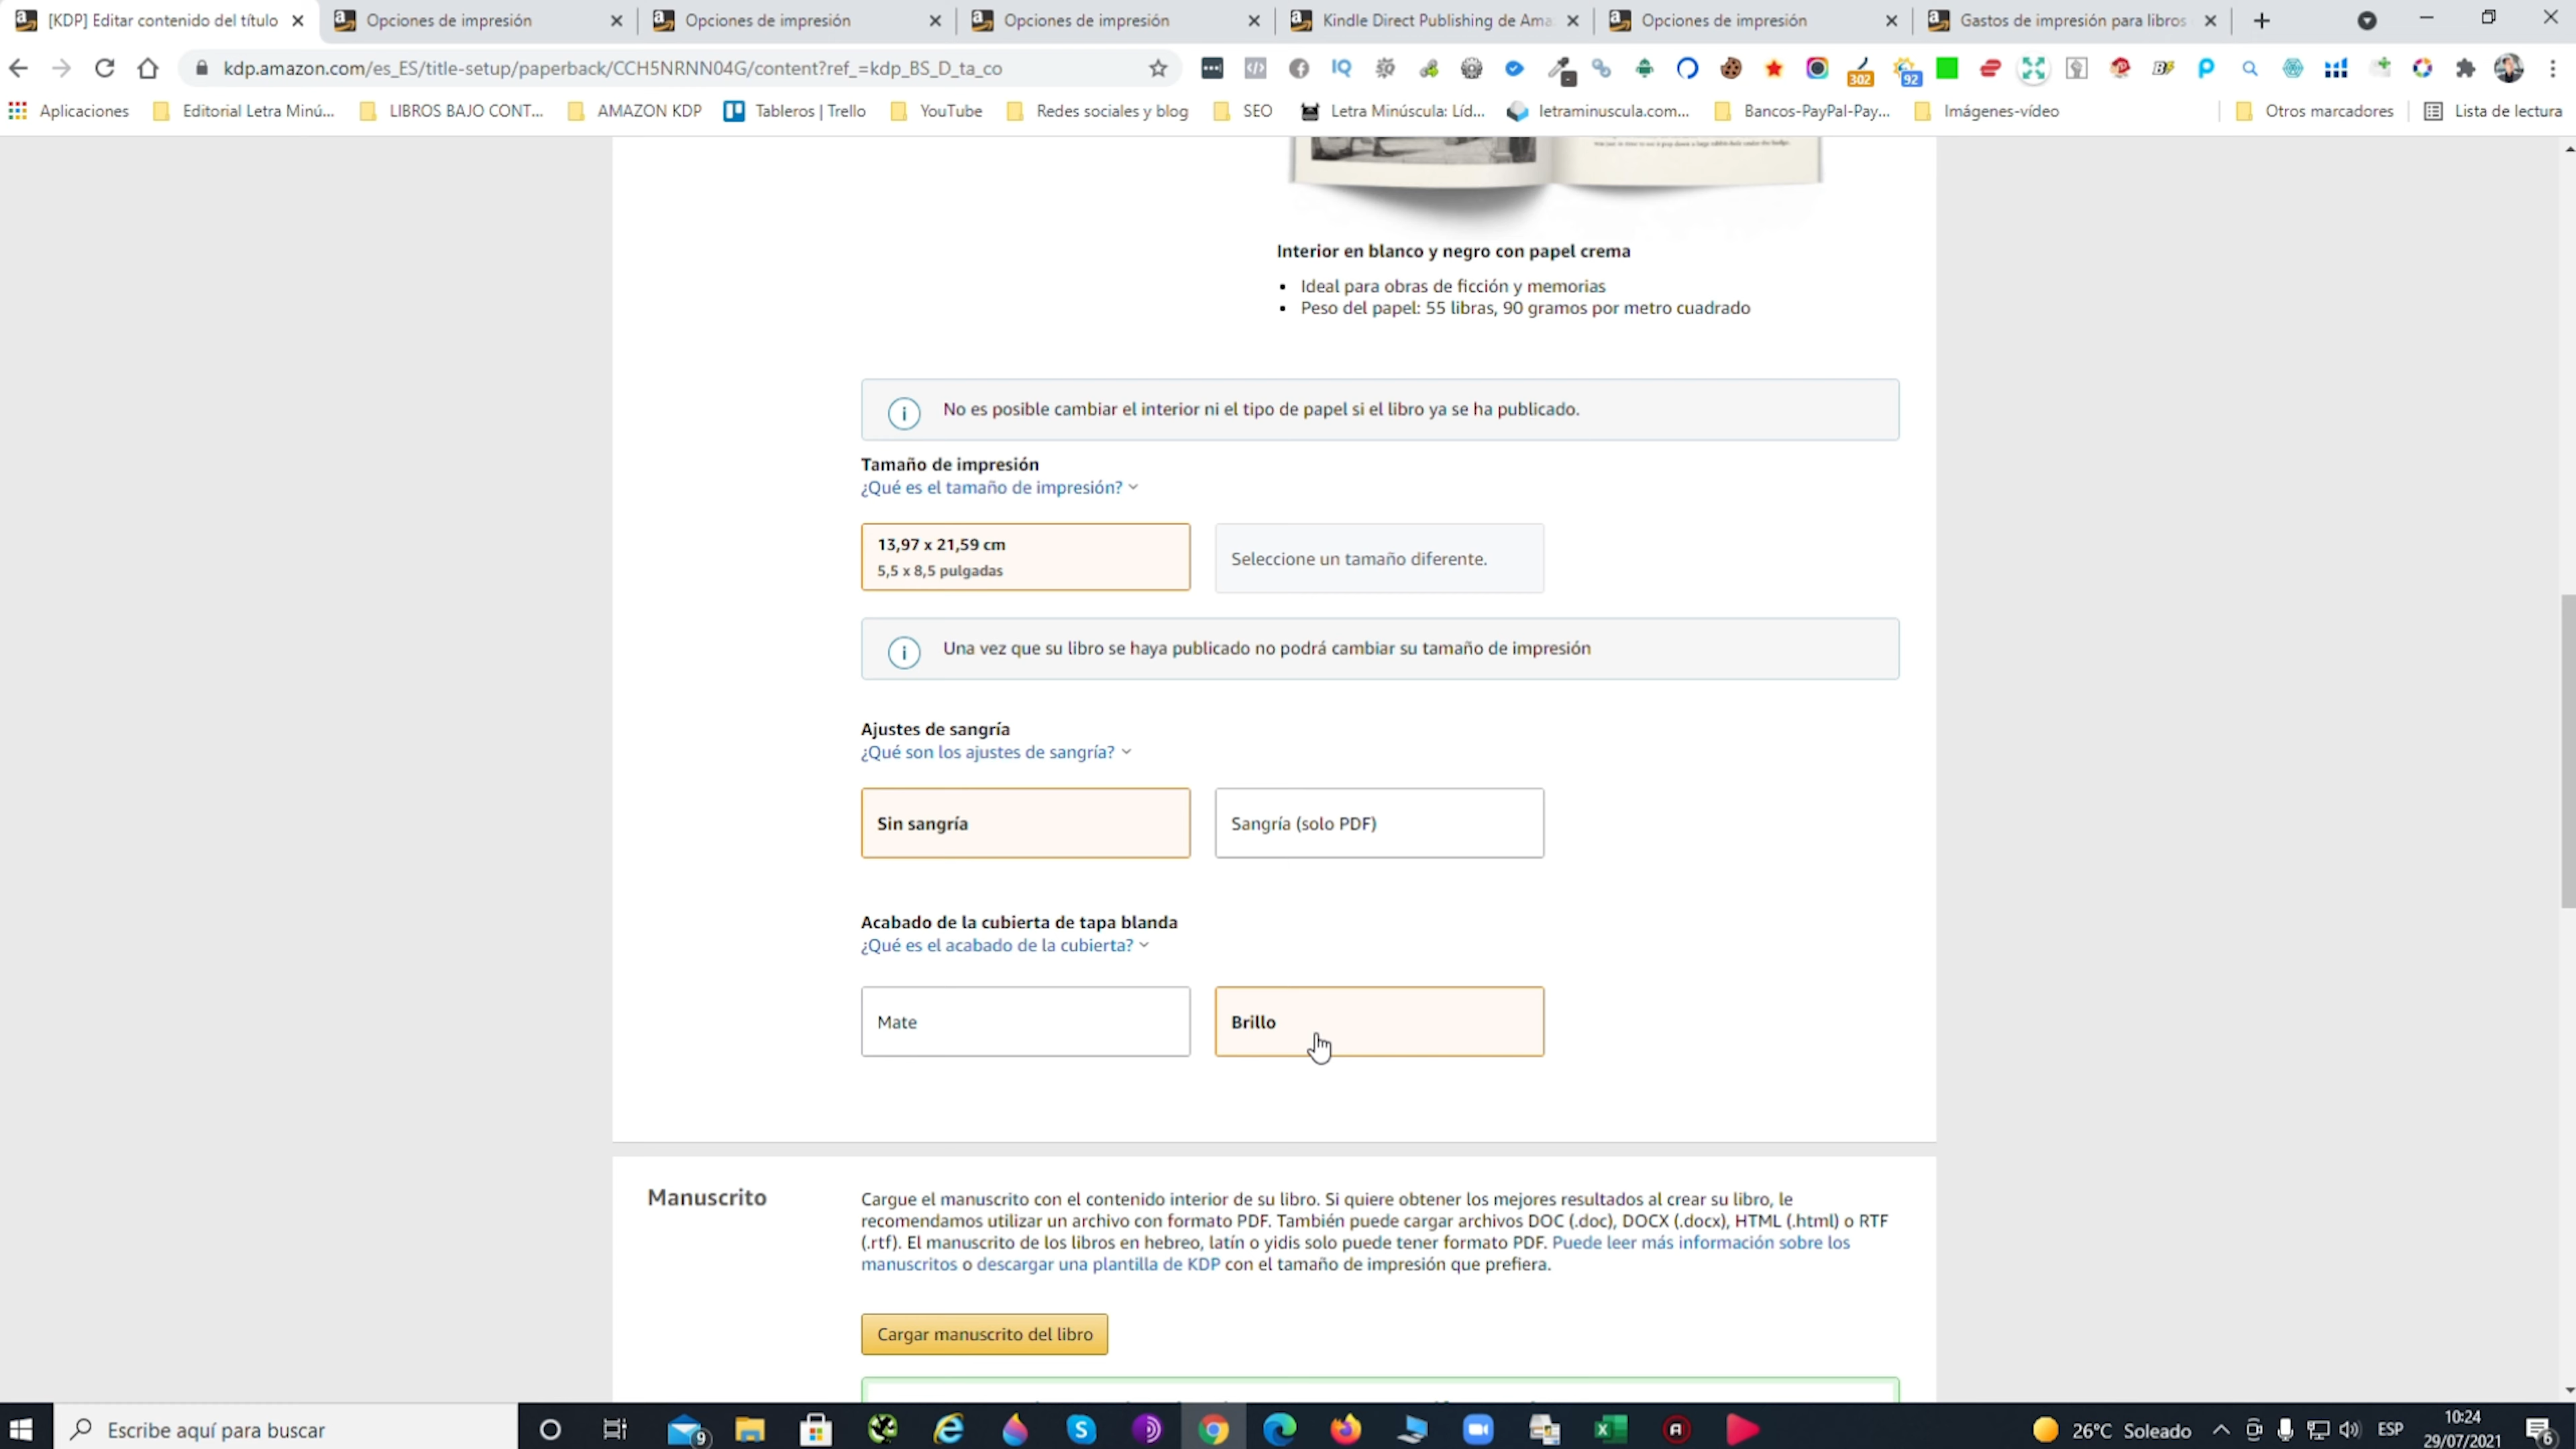 [KDP] Editar contenido del título
Opciones de impresión
Opciones de impresión
Opciones de impresión
Kindle Direct Publishing de Ama
Opciones de impresión
Gastos de impresión para libros
kdp.amazon.com/es_ES/title-setup/paperback/CCH5NRNN04G/content?ref_=kdp_BS_D_ta_co
IQ
302
92
Aplicaciones
Editorial Letra Minú...
LIBROS BAJO CONT...
AMAZON KDP
Tableros | Trello
YouTube
Redes sociales y blog
SEO
Letra Minúscula: Líd...
letraminuscula.com...
Bancos-PayPal-Pay...
Imágenes-vídeo
Otros marcadores
Lista de lectura
Interior en blanco y negro con papel crema
• Ideal para obras de ficción y memorias
• Peso del papel: 55 libras, 90 gramos por metro cuadrado
No es posible cambiar el interior ni el tipo de papel si el libro ya se ha publicado.
Tamaño de impresión
¿Qué es el tamaño de impresión?
13,97 x 21,59 cm
5,5 x 8,5 pulgadas
Seleccione un tamaño diferente.
Una vez que su libro se haya publicado no podrá cambiar su tamaño de impresión
Ajustes de sangría
¿Qué son los ajustes de sangría?
Sin sangría
Sangría (solo PDF)
Acabado de la cubierta de tapa blanda
¿Qué es el acabado de la cubierta?
Mate
Brillo
Manuscrito
Cargue el manuscrito con el contenido interior de su libro. Si quiere obtener los mejores resultados al crear su libro, le
recomendamos utilizar un archivo con formato PDF. También puede cargar archivos DOC (.doc), DOCX (.docx), HTML (.html) o RTF
(.rtf). El manuscrito de los libros en hebreo, latín o yidis solo puede tener formato PDF. Puede leer más información sobre los
manuscritos o descargar una plantilla de KDP con el tamaño de impresión que prefiera.
Cargar manuscrito del libro
Escribe aquí para buscar
9
26°C Soleado
ESP
10:24
29/07/2021
6